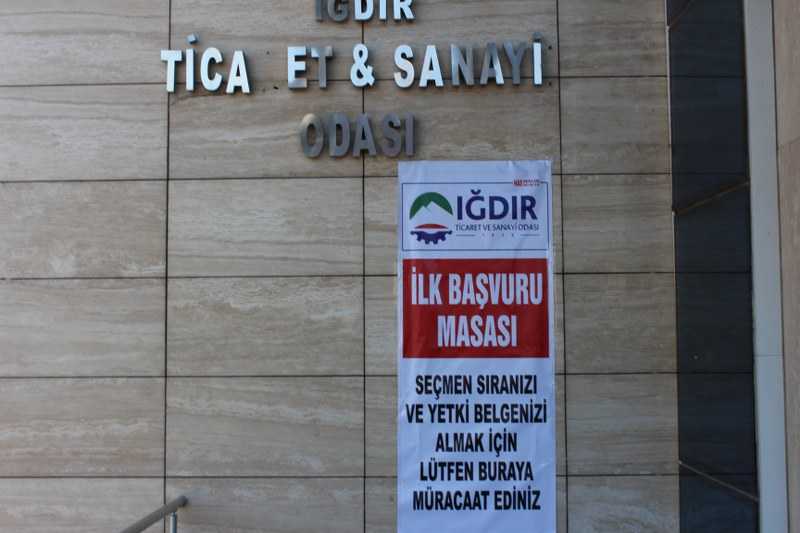 IĞDIR
TİCA ET & SANAYİ
ODASI
IĞDIR
TİCARET VE SANAYİ ODASI
İLK BAŞVURU
MASASI
SEÇMEN SIRANIZI
VE YETKİ BELGENİZİ
ALMAK İÇİN
LÜTFEN BURAYA
MÜRACAAT EDİNİZ